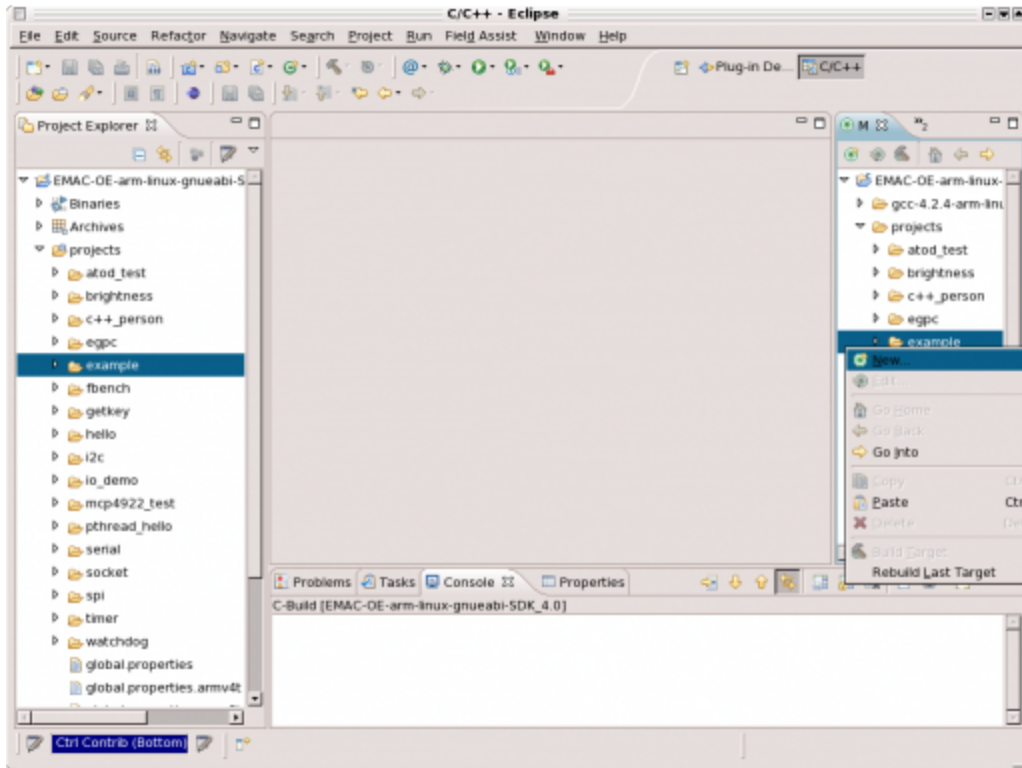 C/C++ - Eclipse
File Edit Source Refactor Navigate Search Project Run Field Assist Window Help
Plug-in De... C/C++
Project Explorer
M
»2
EMAC-OE-arm-linux-gnueabi-S
Binaries
Archives
projects
atod_test
brightness
c++_person
egpc
example
fbench
getkey
hello
i2c
io_demo
mcp4922_test
pthread_hello
serial
socket
spi
timer
watchdog
global.properties
global.properties.armv4t
EMAC-OE-arm-linux-
gcc-4.2.4-arm-linu
projects
atod_test
brightness
c++_person
egpc
example
New...
Edit...
Go Home
Go Back
Go Into
Copy Ctr
Paste Ctr
Delete De
Build Target
Rebuild Last Target
Problems Tasks Console Properties
C-Build [EMAC-OE-arm-linux-gnueabi-SDK_4.0]
Ctrl Contrib (Bottom)